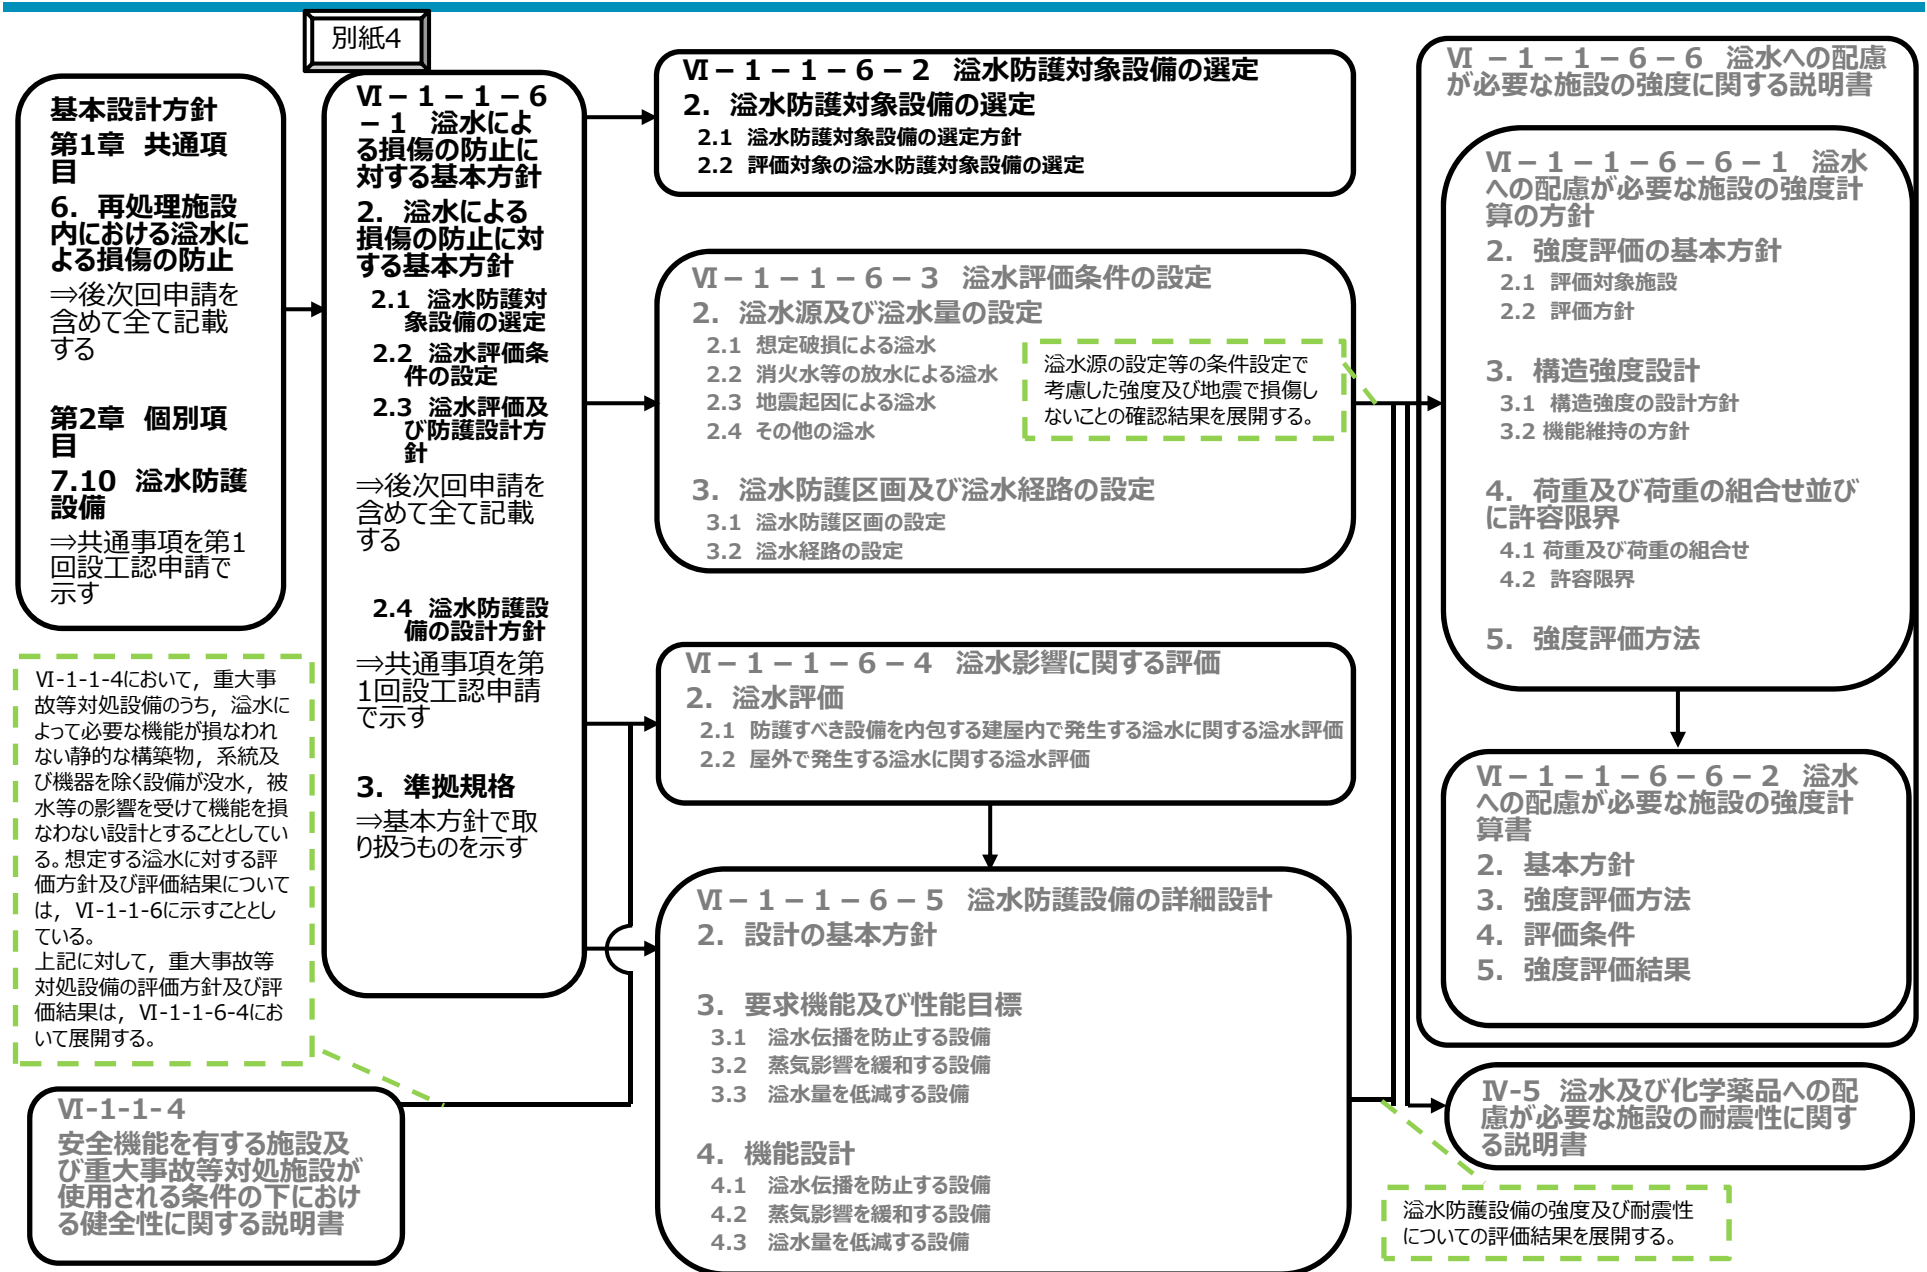 別紙4
基本設計方針
第1章 共通項
目
6. 再処理施設
内における溢水に
よる損傷の防止
⇒後次回申請を
含めて全て記載
する
第2章 個別項
目
7.10 溢水防護
設備
⇒共通事項を第1
回設工認申請で
示す
Ⅵ-1-1-4において，重大事
故等対処設備のうち，溢水に
よって必要な機能が損なわれ
ない静的な構築物，系統及
び機器を除く設備が没水，被
水等の影響を受けて機能を損
なわない設計とすることとしてい
る。想定する溢水に対する評
価方針及び評価結果について
は，Ⅵ-1-1-6に示すこととし
ている。
上記に対して，重大事故等
対処設備の評価方針及び評
価結果は，Ⅵ-1-1-6-4にお
いて展開する。
Ⅵ-1-1-4
安全機能を有する施設及
び重大事故等対処施設が
使用される条件の下におけ
る健全性に関する説明書
Ⅵ－1－1－6
－1 溢水によ
る損傷の防止に
対する基本方針
2. 溢水による
損傷の防止に対
する基本方針
2.1 溢水防護対
象設備の選定
2.2 溢水評価条
件の設定
2.3 溢水評価及
び防護設計方
針
⇒後次回申請を
含めて全て記載
する
2.4 溢水防護設
備の設計方針
⇒共通事項を第
1回設工認申請
で示す
3. 準拠規格
⇒基本方針で取
り扱うものを示す
Ⅵ－1－1－6－2 溢水防護対象設備の選定
2. 溢水防護対象設備の選定
2.1 溢水防護対象設備の選定方針
2.2 評価対象の溢水防護対象設備の選定
Ⅵ－1－1－6－3 溢水評価条件の設定
2. 溢水源及び溢水量の設定
2.1 想定破損による溢水
2.2 消火水等の放水による溢水
2.3 地震起因による溢水
2.4 その他の溢水
3. 溢水防護区画及び溢水経路の設定
3.1 溢水防護区画の設定
3.2 溢水経路の設定
溢水源の設定等の条件設定で
考慮した強度及び地震で損傷し
ないことの確認結果を展開する。
Ⅵ－1－1－6－4 溢水影響に関する評価
2. 溢水評価
2.1 防護すべき設備を内包する建屋内で発生する溢水に関する溢水評価
2.2 屋外で発生する溢水に関する溢水評価
Ⅵ－1－1－6－5 溢水防護設備の詳細設計
2. 設計の基本方針
3. 要求機能及び性能目標
3.1 溢水伝播を防止する設備
3.2 蒸気影響を緩和する設備
3.3 溢水量を低減する設備
4. 機能設計
4.1 溢水伝播を防止する設備
4.2 蒸気影響を緩和する設備
4.3 溢水量を低減する設備
Ⅵ－1－1－6－6 溢水への配慮
が必要な施設の強度に関する説明書
Ⅵ－1－1－6－6－1 溢水
への配慮が必要な施設の強度計
算の方針
2. 強度評価の基本方針
2.1 評価対象施設
2.2 評価方針
3. 構造強度設計
3.1 構造強度の設計方針
3.2 機能維持の方針
4. 荷重及び荷重の組合せ並び
に許容限界
4.1 荷重及び荷重の組合せ
4.2 許容限界
5. 強度評価方法
Ⅵ－1－1－6－6－2 溢水
への配慮が必要な施設の強度計
算書
2. 基本方針
3. 強度評価方法
4. 評価条件
5. 強度評価結果
Ⅳ-5 溢水及び化学薬品への配
慮が必要な施設の耐震性に関す
る説明書
溢水防護設備の強度及び耐震性
についての評価結果を展開する。